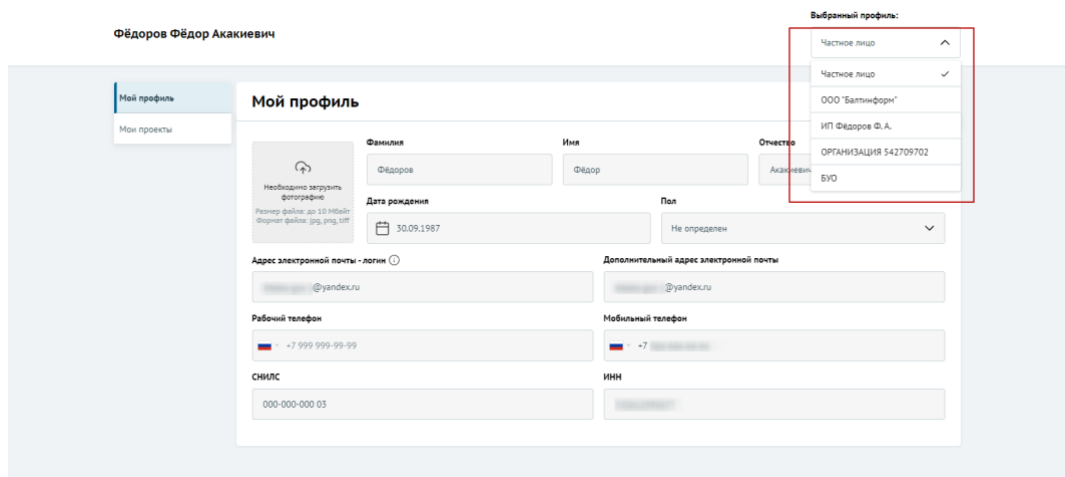 Выбранный профиль:
Фёдоров Фёдор Акакиевич
Частное лицо
Частное лицо
ООО "Балтинформ"
ИП Фёдоров Ф. А.
ОРГАНИЗАЦИЯ 542709702
БУО
Мой профиль
Мои проекты
Мой профиль
Необходимо загрузить
фотографию
Размер файла: до 10 Мбайт
Формат файла: jpg, png, tiff
Фамилия Имя Отчество
Фёдоров Фёдор Акакиевич
Дата рождения Пол
30.09.1987 Не определен
Адрес электронной почты - логин Дополнительный адрес электронной почты
@yandex.ru @yandex.ru
Рабочий телефон Мобильный телефон
+7 999 999-99-99 +7
СНИЛС ИНН
000-000-000 03